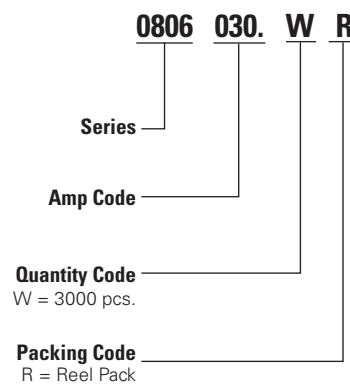 0806 030. W R
Series
Amp Code
Quantity Code
W = 3000 pcs.
Packing Code
R = Reel Pack